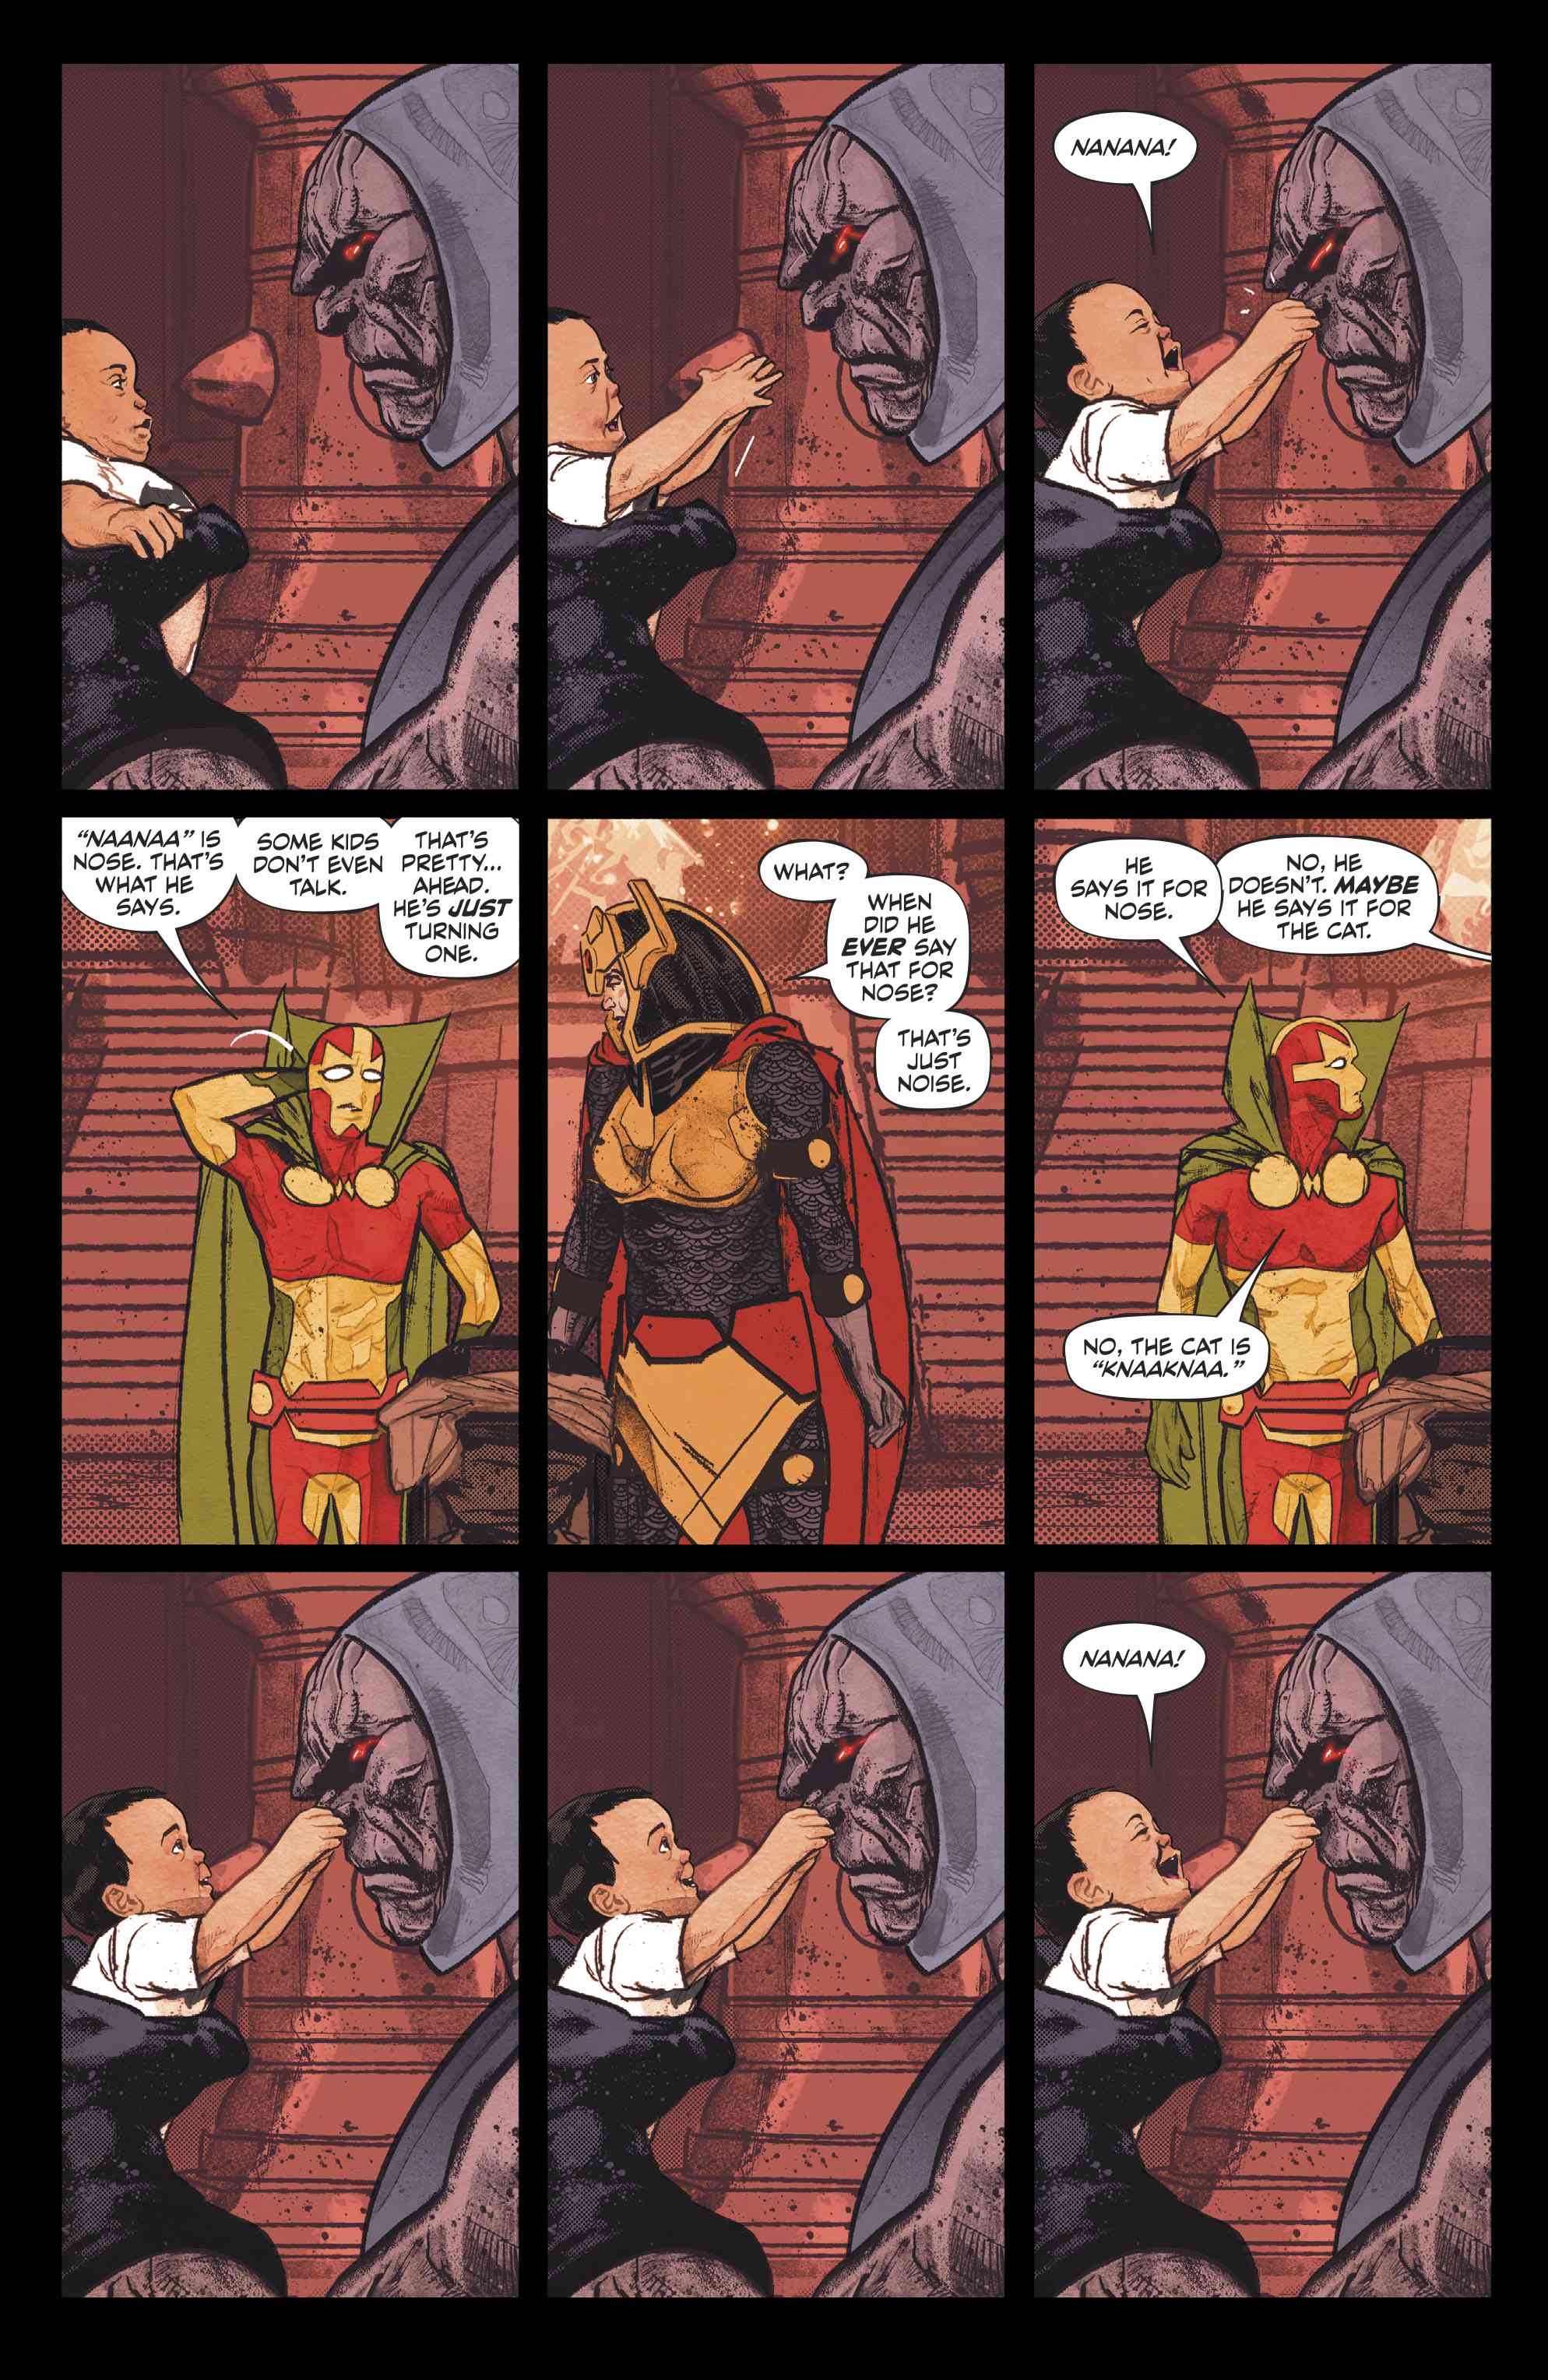 NANANA!
"NAANAA" IS
NOSE. THAT'S
WHAT HE
SAYS.
SOME KIDS
DON'T EVEN
TALK.
THAT'S
PRETTY...
AHEAD.
HE'S JUST
TURNING
ONE.
WHAT?
WHEN
DID HE
EVER SAY
THAT FOR
NOSE?
THAT'S
JUST
NOISE.
HE
SAYS IT FOR
NOSE.
NO, HE
DOESN'T. MAYBE
HE SAYS IT FOR
THE CAT.
NO, THE CAT IS
"KNAAKNAA."
NANANA!